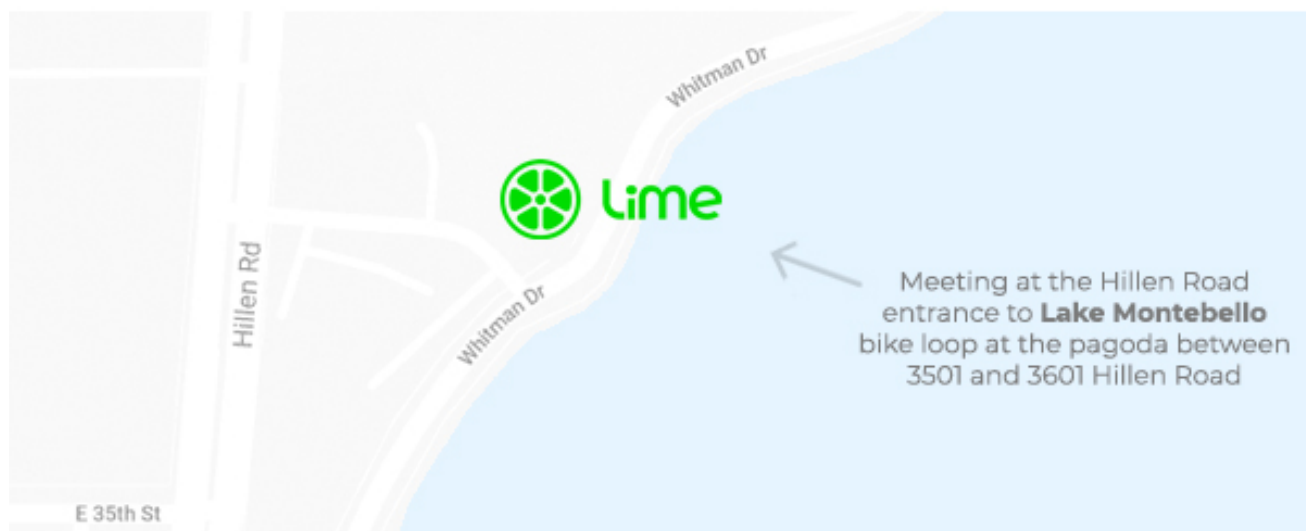 Whitman Dr
Lime
Hillen Rd
Whitman Dr
Meeting at the Hillen Road
entrance to Lake Montebello
bike loop at the pagoda between
3501 and 3601 Hillen Road
E 35th St